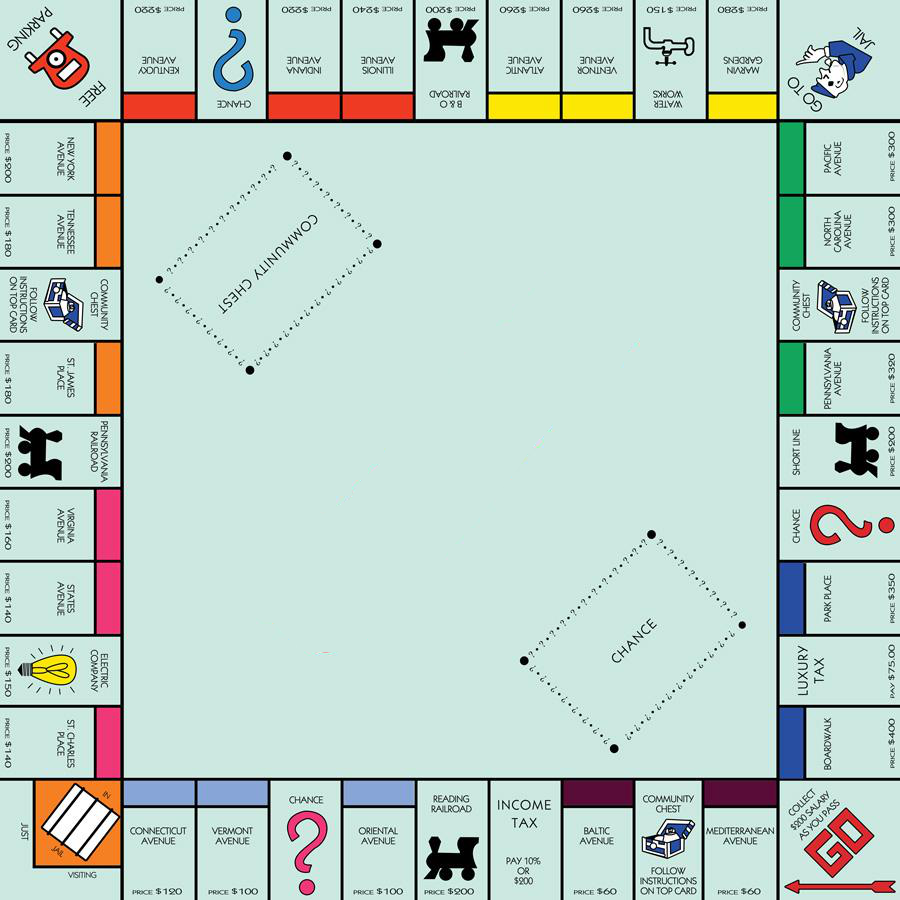 FREE
PARKING
KENTUCKY
AVENUE
PRICE $220
CHANCE
INDIANA
AVENUE
PRICE $220
ILLINOIS
AVENUE
PRICE $240
B & O
RAILROAD
PRICE $200
ATLANTIC
AVENUE
PRICE $260
VENTNOR
AVENUE
PRICE $260
WATER
WORKS
PRICE $150
MARVIN
GARDENS
PRICE $280
GO TO
JAIL
PACIFIC
AVENUE
PRICE $300
NORTH
CAROLINA
AVENUE
PRICE $300
COMMUNITY
CHEST
FOLLOW
INSTRUCTIONS
ON TOP CARD
PENNSYLVANIA
AVENUE
PRICE $320
SHORT LINE
PRICE $200
CHANCE
PARK PLACE
PRICE $350
LUXURY
TAX
PAY $75.00
BOARDWALK
PRICE $400
COLLECT
$200 SALARY
AS YOU PASS
GO
MEDITERRANEAN
AVENUE
PRICE $60
COMMUNITY
CHEST
FOLLOW
INSTRUCTIONS
ON TOP CARD
BALTIC
AVENUE
PRICE $60
INCOME
TAX
PAY 10%
OR
$200
READING
RAILROAD
PRICE $200
ORIENTAL
AVENUE
PRICE $100
CHANCE
VERMONT
AVENUE
PRICE $100
CONNECTICUT
AVENUE
PRICE $120
IN
JAIL
JUST
VISITING
ST. CHARLES
PLACE
PRICE $140
ELECTRIC
COMPANY
PRICE $150
STATES
AVENUE
PRICE $140
VIRGINIA
AVENUE
PRICE $160
PENNSYLVANIA
RAILROAD
PRICE $200
ST. JAMES
PLACE
PRICE $180
COMMUNITY
CHEST
FOLLOW
INSTRUCTIONS
ON TOP CARD
TENNESSEE
AVENUE
PRICE $180
NEW YORK
AVENUE
PRICE $200
COMMUNITY CHEST
CHANCE